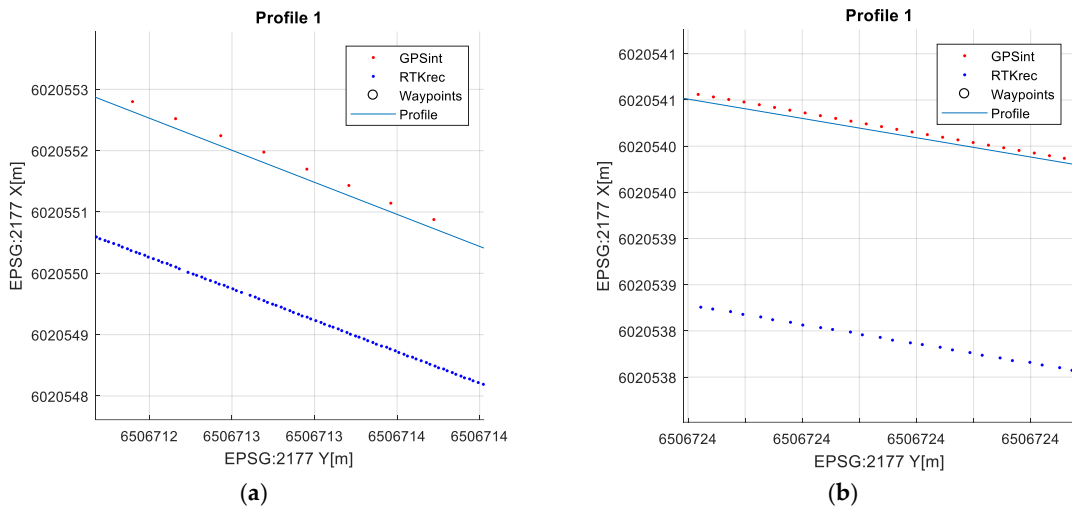 Profile 1
GPSint
RTKrec
Waypoints
Profile
6020553
6020552
6020551
6020550
6020549
6020548
EPSG:2177 X[m]
6506712
6506713
6506713
6506714
6506714
EPSG:2177 Y[m]
(a)
Profile 1
GPSint
RTKrec
Waypoints
Profile
6020541
6020541
6020540
6020540
6020539
6020539
6020538
6020538
EPSG:2177 X[m]
6506724
6506724
6506724
6506724
EPSG:2177 Y[m]
(b)